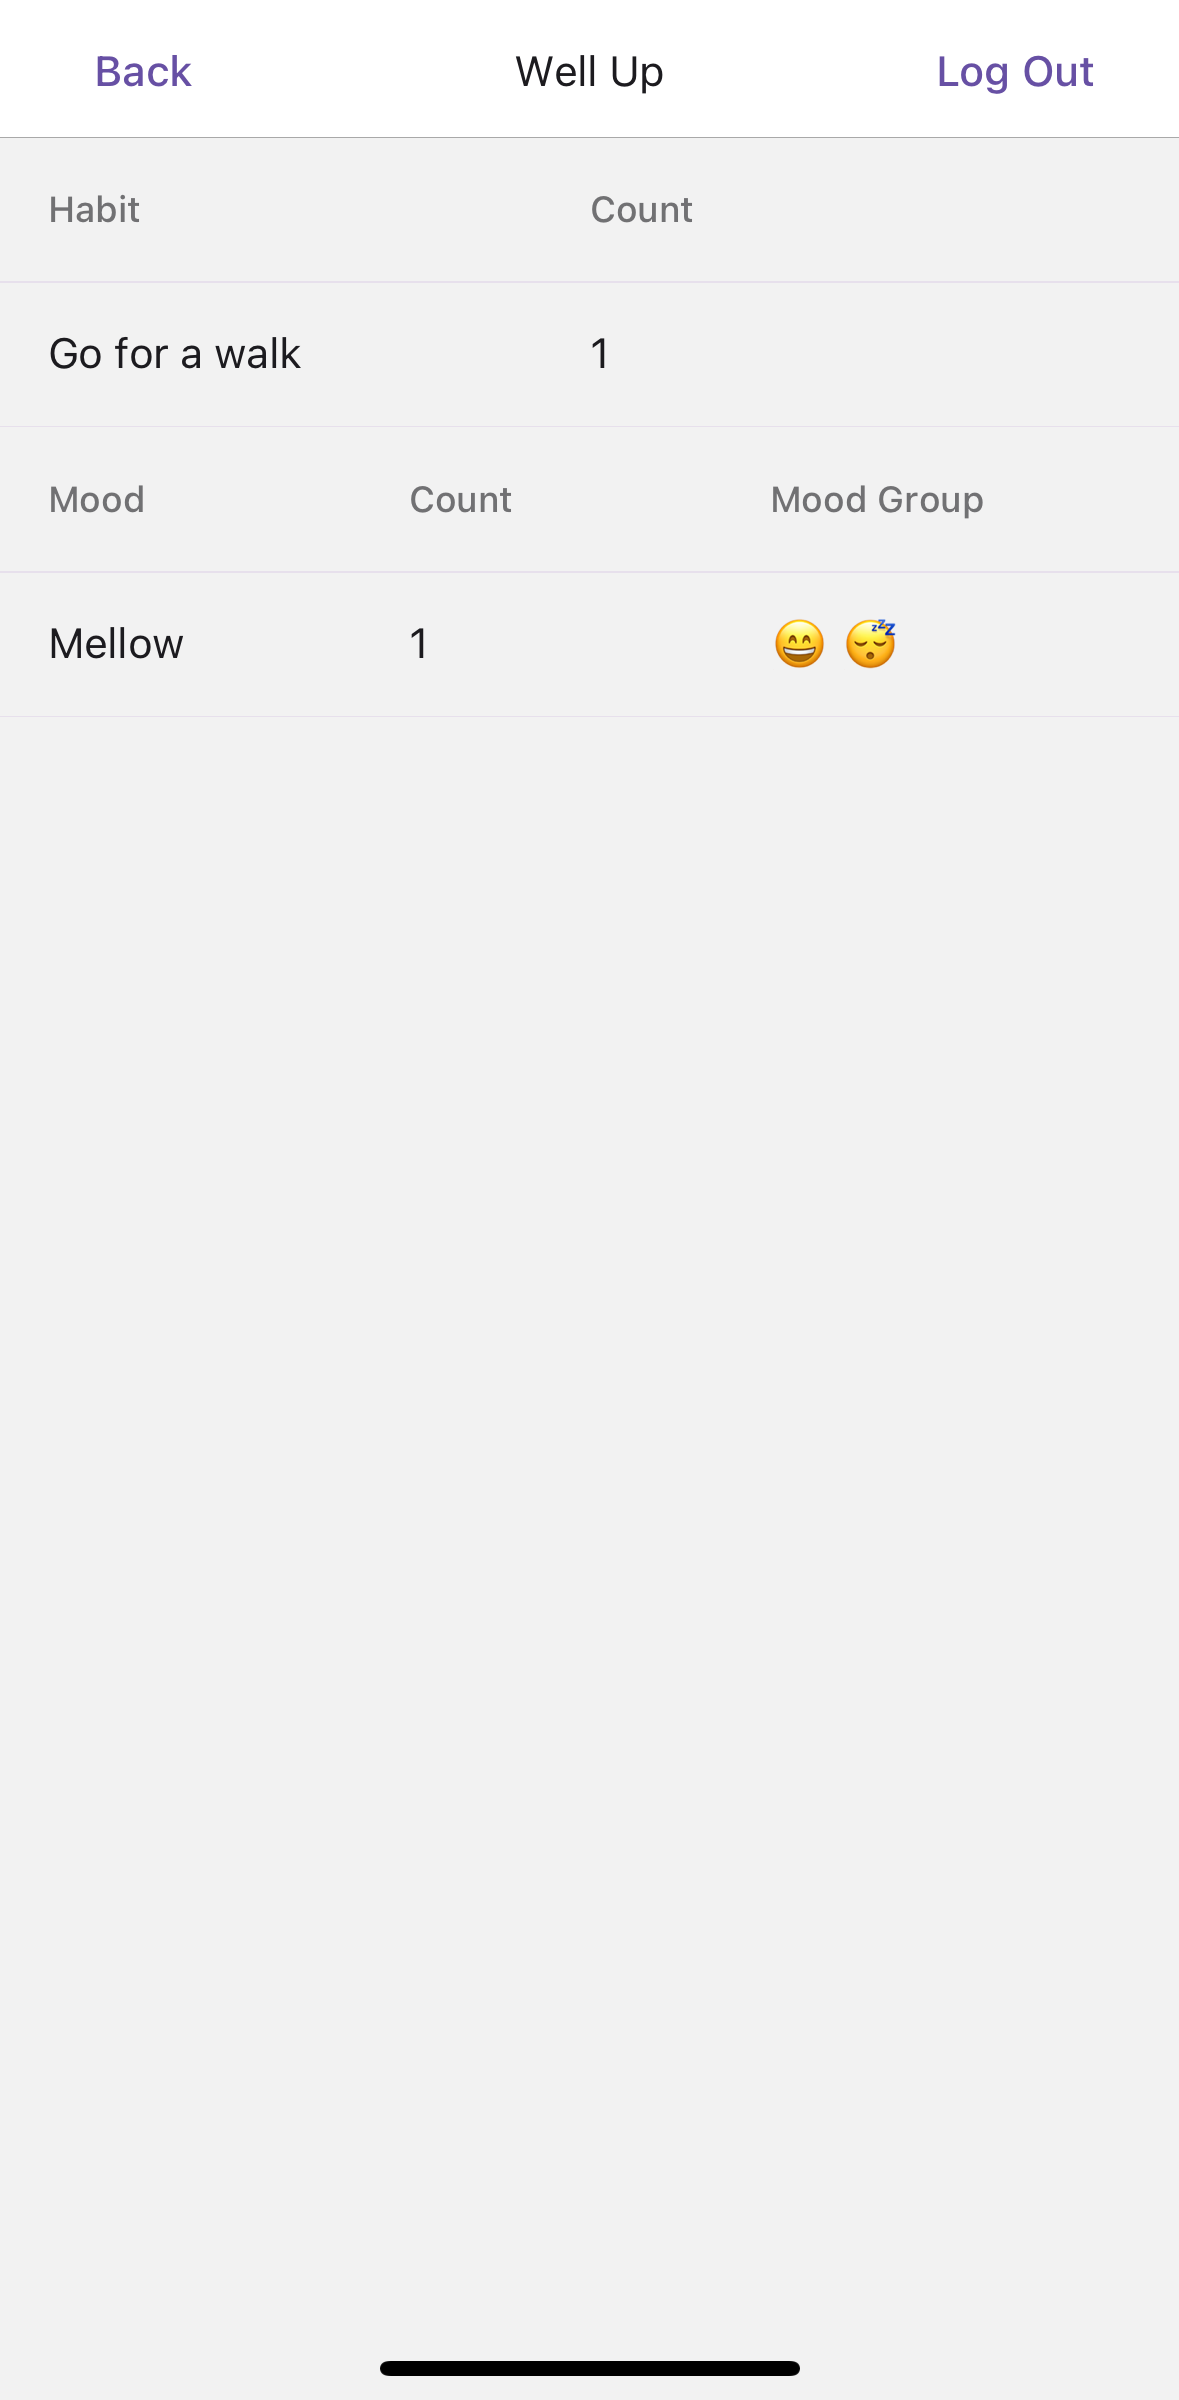 Back Well Up Log Out
Habit Count
Go for a walk 1
Mood Count Mood Group
Mellow 1 😄 😴